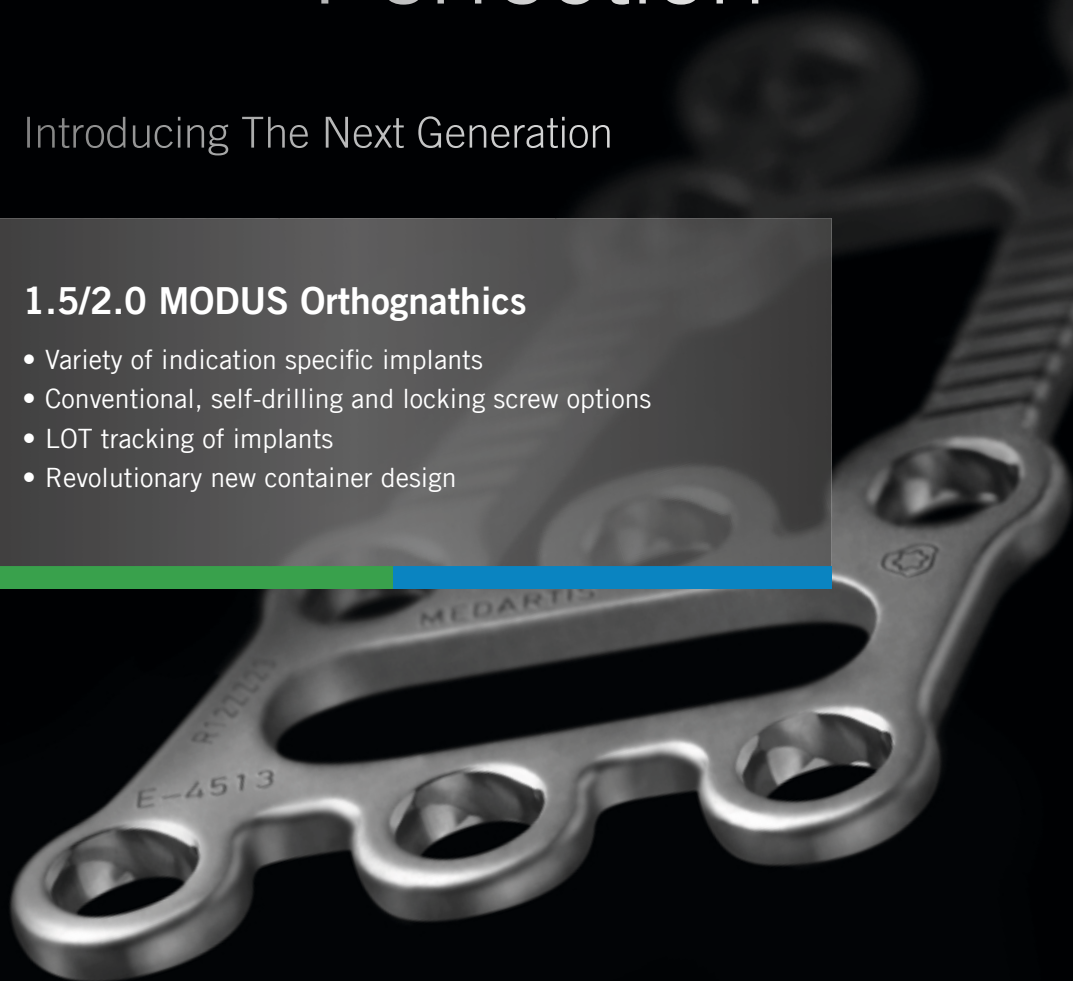 Perfection
Introducing The Next Generation
1.5/2.0 MODUS Orthognathics
• Variety of indication specific implants
• Conventional, self-drilling and locking screw options
• LOT tracking of implants
• Revolutionary new container design
MEDARTIS
E-4513